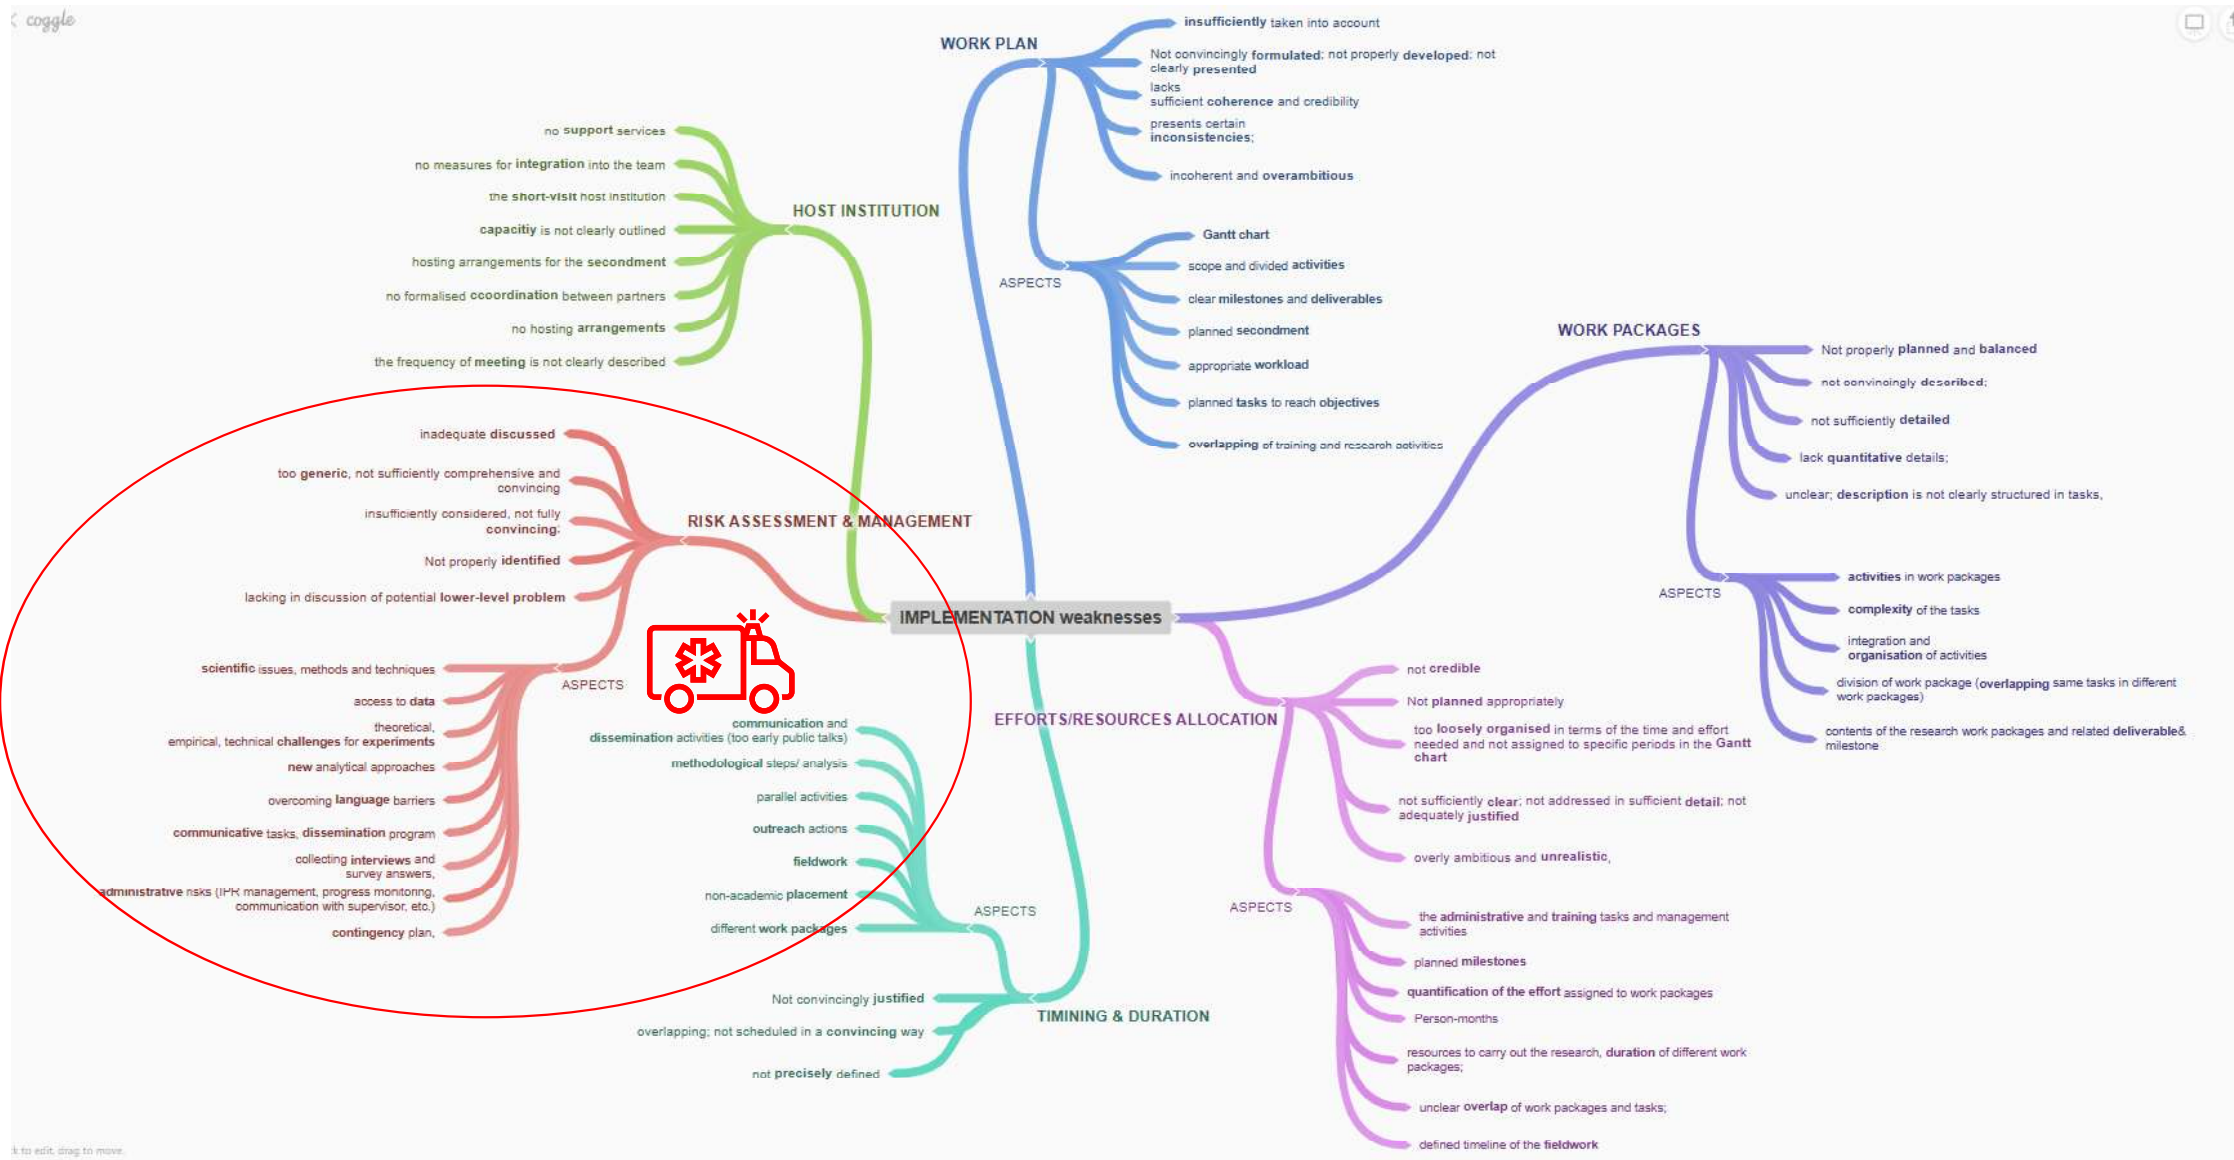 coggle
WORK PLAN
insufficiently taken into account
Not convincingly formulated; not properly developed; not
clearly presented
lacks
sufficient coherence and credibility
presents certain
inconsistencies;
incoherent and overambitious
ASPECTS
Gantt chart
scope and divided activities
clear milestones and deliverables
planned secondment
appropriate workload
planned tasks to reach objectives
overlapping of training and research activities
HOST INSTITUTION
no support services
no measures for integration into the team
the short-visit host institution
capacitiy is not clearly outlined
hosting arrangements for the secondment
no formalised ccoordination between partners
no hosting arrangements
the frequency of meeting is not clearly described
RISK ASSESSMENT & MANAGEMENT
inadequate discussed
too generic, not sufficiently comprehensive and
convincing
insufficiently considered, not fully
convincing;
Not properly identified
lacking in discussion of potential lower-level problem
ASPECTS
scientific issues, methods and techniques
access to data
theoretical,
empirical, technical challenges for experiments
new analytical approaches
overcoming language barriers
communicative tasks, dissemination program
collecting interviews and
survey answers,
administrative risks (IPR management, progress monitoring,
communication with supervisor, etc.)
contingency plan,
IMPLEMENTATION weaknesses
WORK PACKAGES
Not properly planned and balanced
not convincingly described;
not sufficiently detailed
lack quantitative details;
unclear; description is not clearly structured in tasks,
ASPECTS
activities in work packages
complexity of the tasks
integration and
organisation of activities
division of work package (overlapping same tasks in different
work packages)
contents of the research work packages and related deliverable&
milestone
EFFORTS/RESOURCES ALLOCATION
not credible
Not planned appropriately
too loosely organised in terms of the time and effort
needed and not assigned to specific periods in the Gantt
chart
not sufficiently clear; not addressed in sufficient detail; not
adequately justified
overly ambitious and unrealistic,
ASPECTS
the administrative and training tasks and management
activities
planned milestones
quantification of the effort assigned to work packages
Person-months
resources to carry out the research, duration of different work
packages;
unclear overlap of work packages and tasks;
defined timeline of the fieldwork
communication and
dissemination activities (too early public talks)
methodological steps/ analysis
parallel activities
outreach actions
fieldwork
non-academic placement
different work packages
ASPECTS
Not convincingly justified
overlapping; not scheduled in a convincing way
not precisely defined
TIMINING & DURATION
to edit, drag to move.